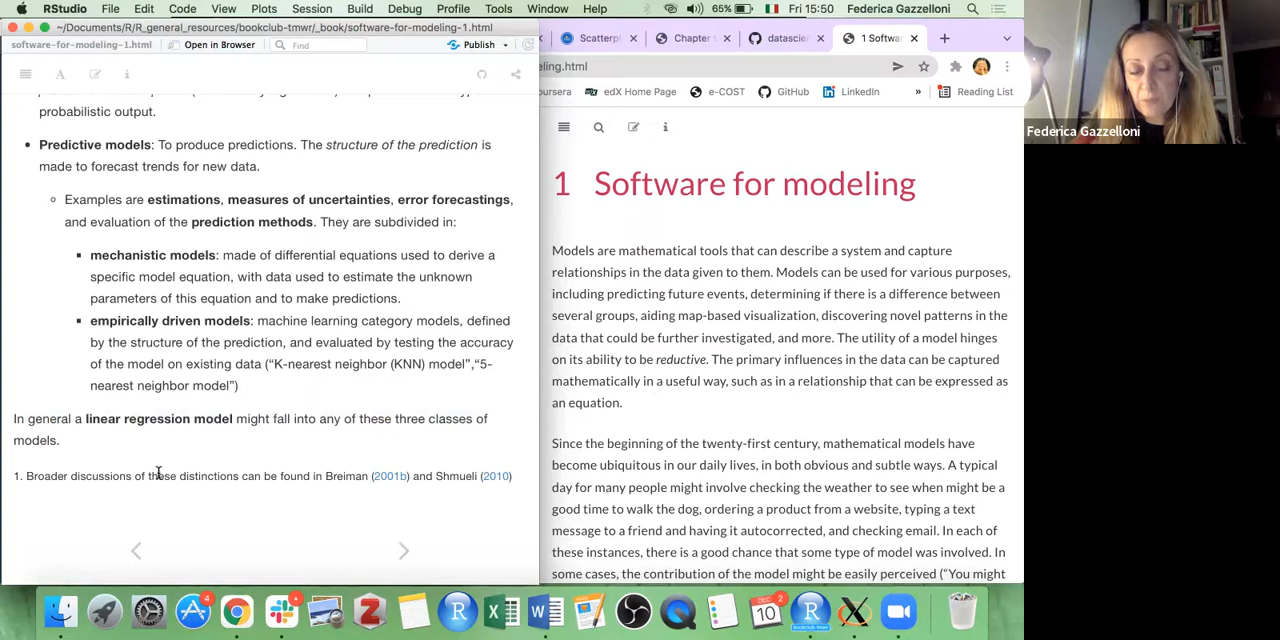 RStudio File Edit Code View Plots Session Build Debug Profile Tools Window Help 65% Fri 15:50 Federica Gazzelloni
~/Documents/R/R_general_resources/bookclub-tmwr/_book/software-for-modeling-1.html
software-for-modeling-1.html Open in Browser Find Publish
probabilistic output.
• Predictive models: To produce predictions. The structure of the prediction is
made to forecast trends for new data.
Examples are estimations, measures of uncertainties, error forecastings,
and evaluation of the prediction methods. They are subdivided in:
mechanistic models: made of differential equations used to derive a
specific model equation, with data used to estimate the unknown
parameters of this equation and to make predictions.
empirically driven models: machine learning category models, defined
by the structure of the prediction, and evaluated by testing the accuracy
of the model on existing data (“K-nearest neighbor (KNN) model”,“5-
nearest neighbor model”)
In general a linear regression model might fall into any of these three classes of
models.
1. Broader discussions of these distinctions can be found in Breiman (2001b) and Shmueli (2010)
Scatterpl Chapter datascien 1 Softwar
eling.html
oursera edX Home Page e-COST GitHub LinkedIn » Reading List
1 Software for modeling
Models are mathematical tools that can describe a system and capture
relationships in the data given to them. Models can be used for various purposes,
including predicting future events, determining if there is a difference between
several groups, aiding map-based visualization, discovering novel patterns in the
data that could be further investigated, and more. The utility of a model hinges
on its ability to be reductive. The primary influences in the data can be captured
mathematically in a useful way, such as in a relationship that can be expressed as
an equation.
Since the beginning of the twenty-first century, mathematical models have
become ubiquitous in our daily lives, in both obvious and subtle ways. A typical
day for many people might involve checking the weather to see when might be a
good time to walk the dog, ordering a product from a website, typing a text
message to a friend and having it autocorrected, and checking email. In each of
these instances, there is a good chance that some type of model was involved. In
some cases, the contribution of the model might be easily perceived (“You might
Federica Gazzelloni
4
DEC
10
2